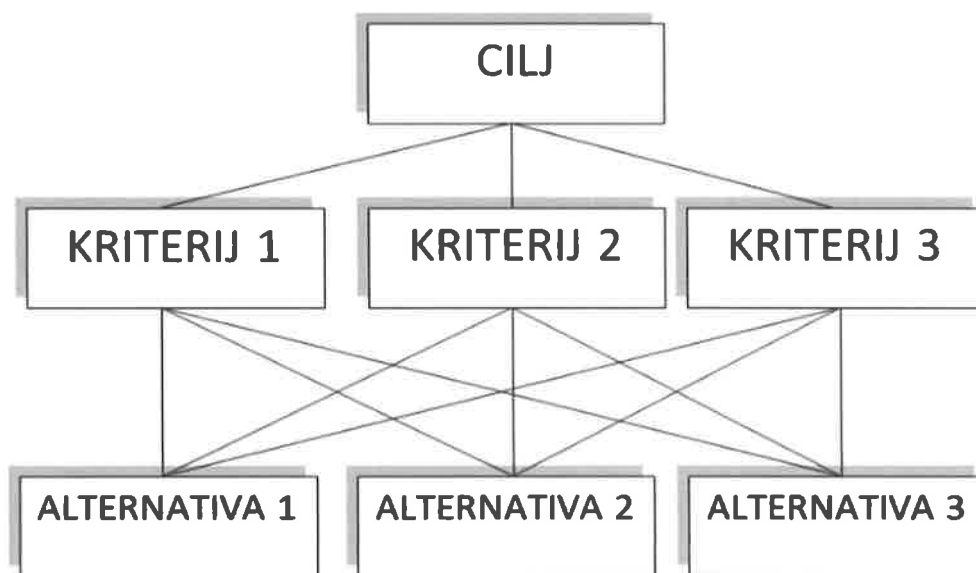 CILJ
KRITERIJ 1
KRITERIJ 2
KRITERIJ 3
ALTERNATIVA 1
ALTERNATIVA 2
ALTERNATIVA 3